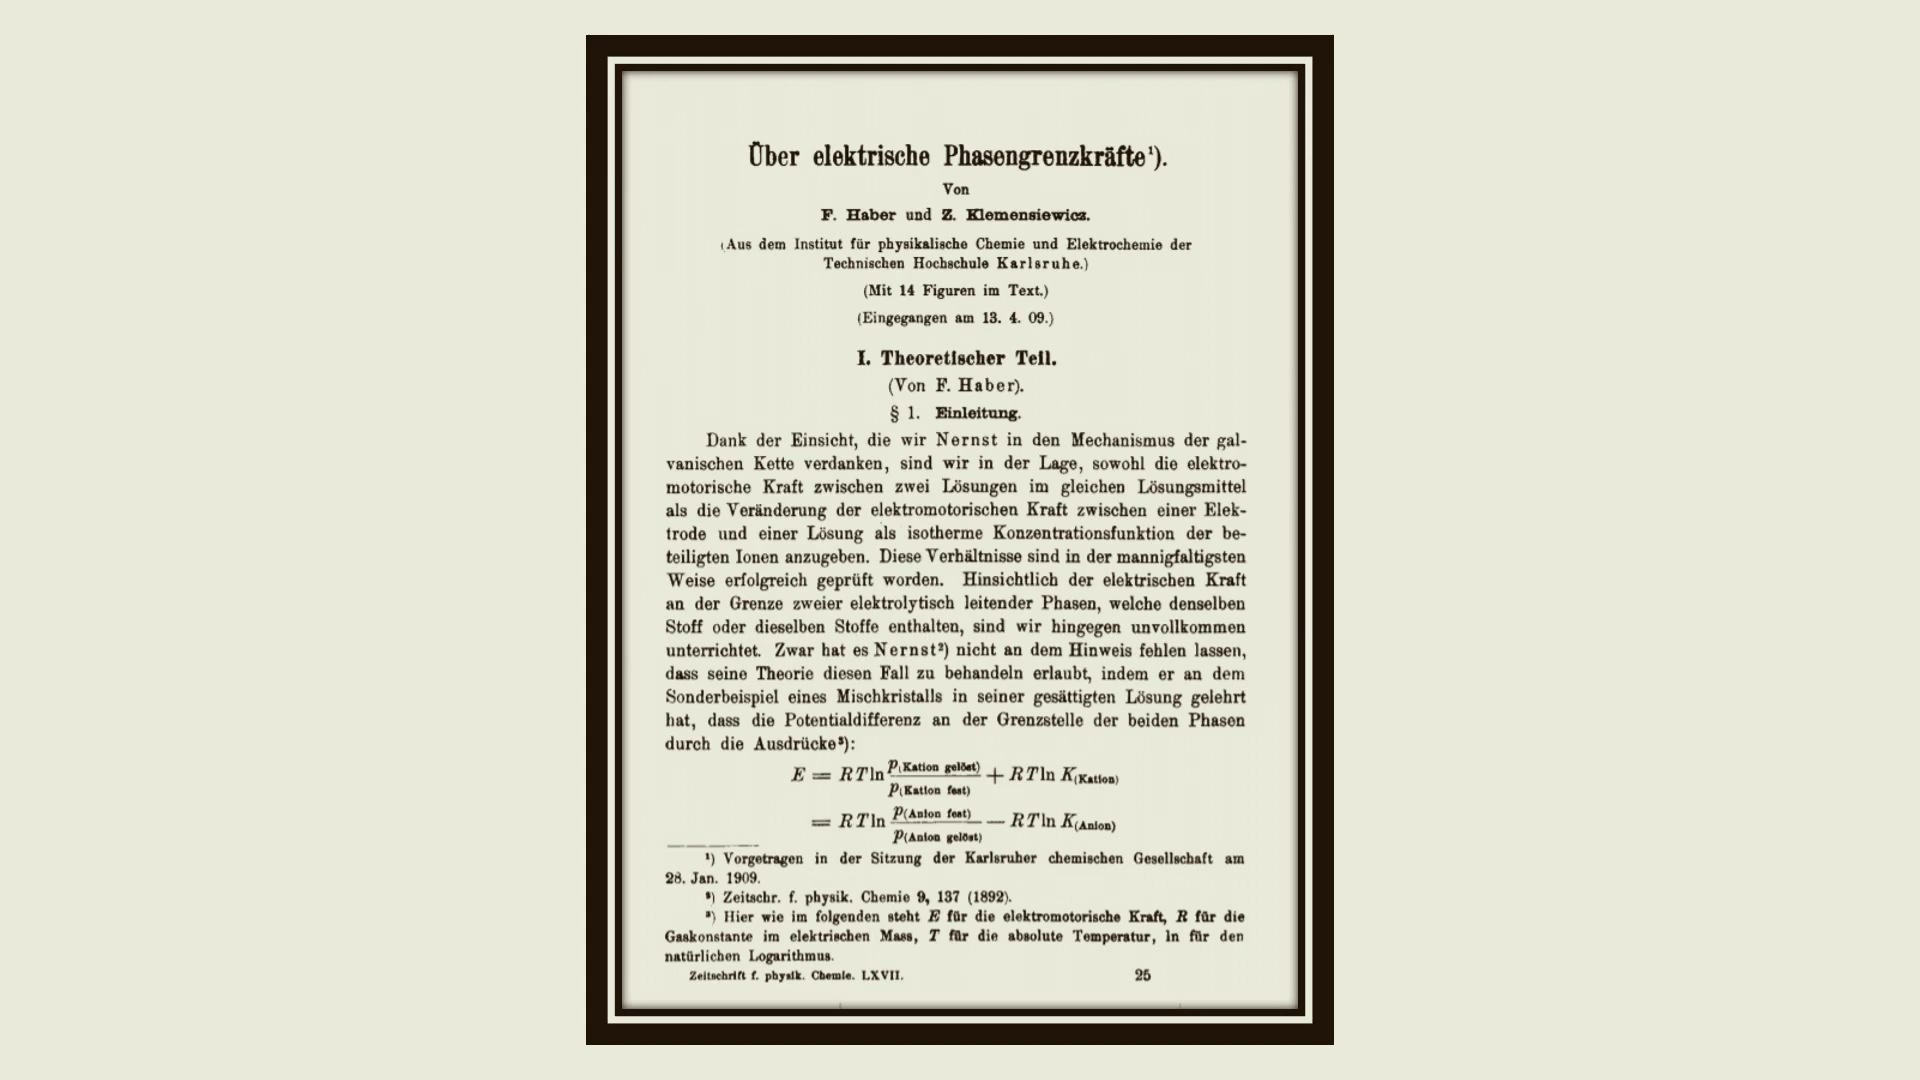 Über elektrische Phasengrenzkräfte¹).
Von
F. Haber und Z. Klemensiewicz.
(Aus dem Institut für physikalische Chemie und Elektrochemie der
Technischen Hochschule Karlsruhe.)
(Mit 14 Figuren im Text.)
(Eingegangen am 13. 4. 09.)
I. Theoretischer Teil.
(Von F. Haber).
§ 1. Einleitung.
Dank der Einsicht, die wir Nernst in den Mechanismus der gal-
vanischen Kette verdanken, sind wir in der Lage, sowohl die elektro-
motorische Kraft zwischen zwei Lösungen im gleichen Lösungsmittel
als die Veränderung der elektromotorischen Kraft zwischen einer Elek-
trode und einer Lösung als isotherme Konzentrationsfunktion der be-
teiligten Ionen anzugeben. Diese Verhältnisse sind in der mannigfaltigsten
Weise erfolgreich geprüft worden. Hinsichtlich der elektrischen Kraft
an der Grenze zweier elektrolytisch leitender Phasen, welche denselben
Stoff oder dieselben Stoffe enthalten, sind wir hingegen unvollkommen
unterrichtet. Zwar hat es Nernst²) nicht an dem Hinweis fehlen lassen,
dass seine Theorie diesen Fall zu behandeln erlaubt, indem er an dem
Sonderbeispiel eines Mischkristalls in seiner gesättigten Lösung gelehrt
hat, dass die Potentialdifferenz an der Grenzstelle der beiden Phasen
durch die Ausdrücke³):
E = RT ln p(Kation gelöst) / p(Kation fest) + RT ln K(Kation)
= RT ln p(Anion fest) / p(Anion gelöst) — RT ln K(Anion)
¹) Vorgetragen in der Sitzung der Karlsruher chemischen Gesellschaft am
28. Jan. 1909.
²) Zeitschr. f. physik. Chemie 9, 137 (1892).
³) Hier wie im folgenden steht E für die elektromotorische Kraft, R für die
Gaskonstante im elektrischen Mass, T für die absolute Temperatur, ln für den
natürlichen Logarithmus.
Zeitschrift f. physik. Chemie. LXVII. 25